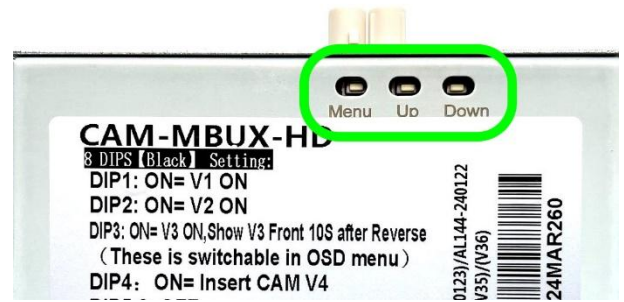 Menu Up Down
CAM-MBUX-HD
8 DIPS【Black】 Setting:
DIP1: ON= V1 ON
DIP2: ON= V2 ON
DIP3: ON= V3 ON,Show V3 Front 10S after Reverse
（These is switchable in OSD menu）
DIP4： ON= Insert CAM V4
0123)/AL144-240122
V35)/(V36)
24MAR260